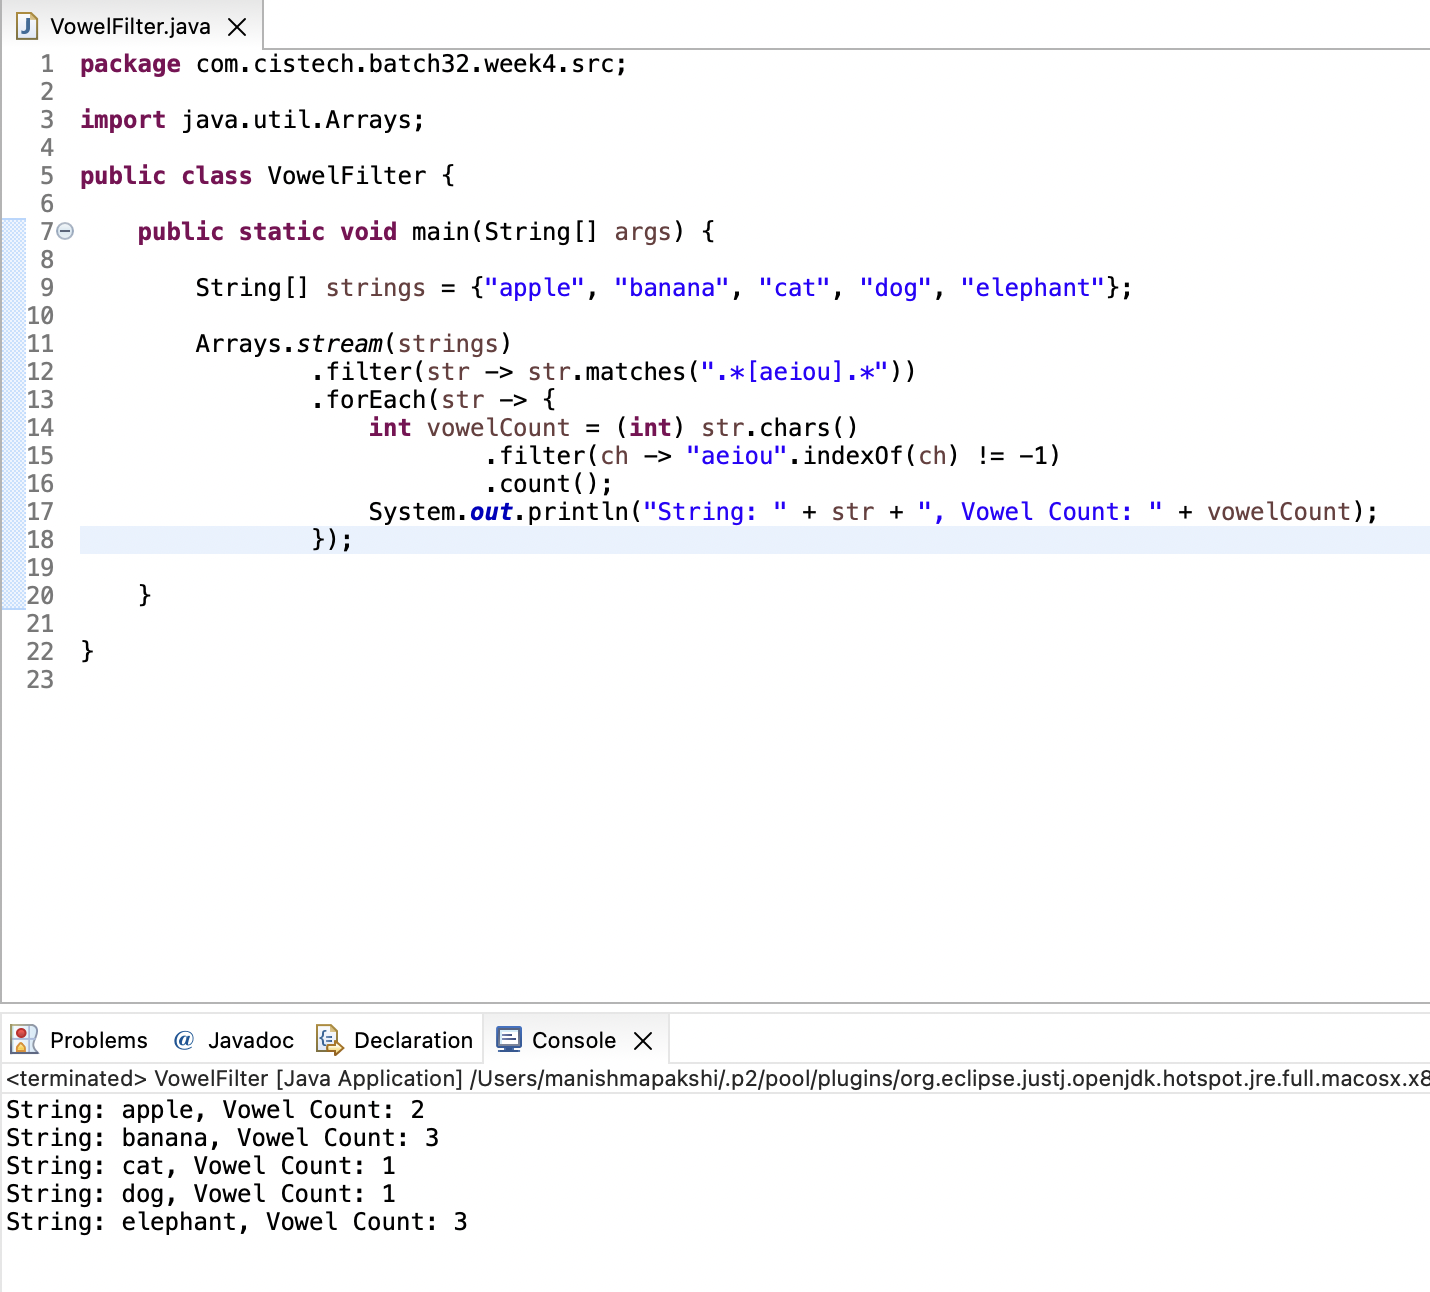 VowelFilter.java
1 package com.cistech.batch32.week4.src;
2
3 import java.util.Arrays;
4
5 public class VowelFilter {
6
7 public static void main(String[] args) {
8
9 String[] strings = {"apple", "banana", "cat", "dog", "elephant"};
10
11 Arrays.stream(strings)
12 .filter(str -> str.matches(".*[aeiou].*"))
13 .forEach(str -> {
14 int vowelCount = (int) str.chars()
15 .filter(ch -> "aeiou".indexOf(ch) != -1)
16 .count();
17 System.out.println("String: " + str + ", Vowel Count: " + vowelCount);
18 });
19
20 }
21
22 }
23
Problems @ Javadoc Declaration Console
<terminated> VowelFilter [Java Application] /Users/manishmapakshi/.p2/pool/plugins/org.eclipse.justj.openjdk.hotspot.jre.full.macosx.x8
String: apple, Vowel Count: 2
String: banana, Vowel Count: 3
String: cat, Vowel Count: 1
String: dog, Vowel Count: 1
String: elephant, Vowel Count: 3